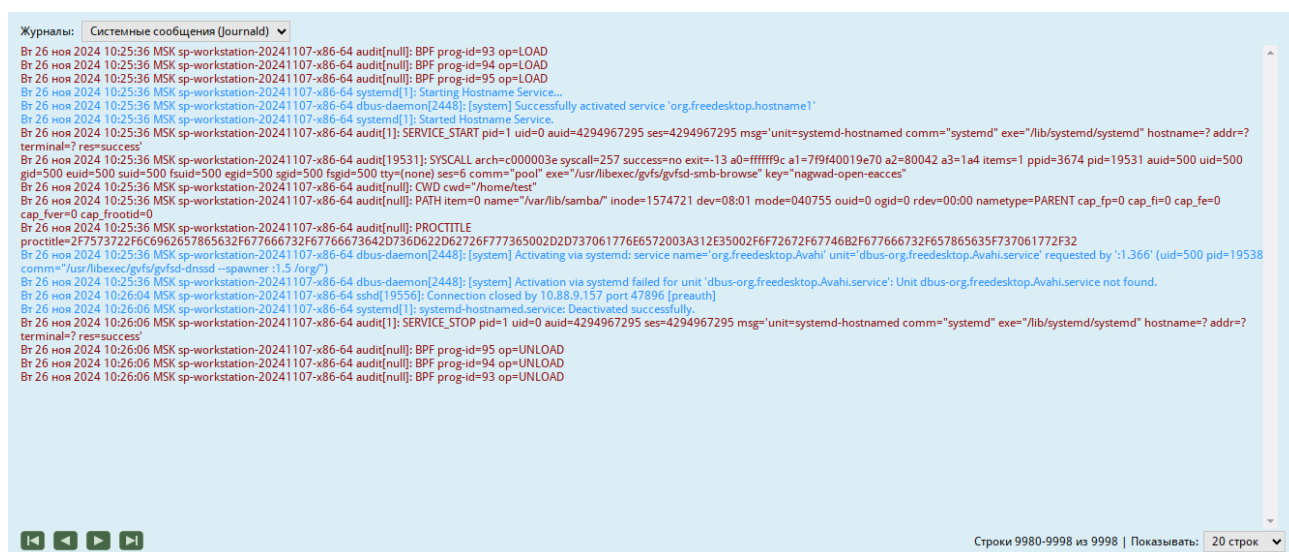 Журналы: Системные сообщения (Journald)
Вт 26 ноя 2024 10:25:36 MSK sp-workstation-20241107-x86-64 audit[null]: BPF prog-id=93 op=LOAD
Вт 26 ноя 2024 10:25:36 MSK sp-workstation-20241107-x86-64 audit[null]: BPF prog-id=94 op=LOAD
Вт 26 ноя 2024 10:25:36 MSK sp-workstation-20241107-x86-64 audit[null]: BPF prog-id=95 op=LOAD
Вт 26 ноя 2024 10:25:36 MSK sp-workstation-20241107-x86-64 systemd[1]: Starting Hostname Service...
Вт 26 ноя 2024 10:25:36 MSK sp-workstation-20241107-x86-64 dbus-daemon[2448]: [system] Successfully activated service 'org.freedesktop.hostname1'
Вт 26 ноя 2024 10:25:36 MSK sp-workstation-20241107-x86-64 systemd[1]: Started Hostname Service.
Вт 26 ноя 2024 10:25:36 MSK sp-workstation-20241107-x86-64 audit[1]: SERVICE_START pid=1 uid=0 auid=4294967295 ses=4294967295 msg='unit=systemd-hostnamed comm="systemd" exe="/lib/systemd/systemd" hostname=? addr=?
terminal=? res=success'
Вт 26 ноя 2024 10:25:36 MSK sp-workstation-20241107-x86-64 audit[19531]: SYSCALL arch=c000003e syscall=257 success=no exit=-13 a0=ffffff9c a1=7f9f40019e70 a2=80042 a3=1a4 items=1 ppid=3674 pid=19531 auid=500 uid=500
gid=500 euid=500 suid=500 fsuid=500 egid=500 sgid=500 fsgid=500 tty=(none) ses=6 comm="pool" exe="/usr/libexec/gvfs/gvfsd-smb-browse" key="nagwad-open-eacces"
Вт 26 ноя 2024 10:25:36 MSK sp-workstation-20241107-x86-64 audit[null]: CWD cwd="/home/test"
Вт 26 ноя 2024 10:25:36 MSK sp-workstation-20241107-x86-64 audit[null]: PATH item=0 name="/var/lib/samba/" inode=1574721 dev=08:01 mode=040755 ouid=0 ogid=0 rdev=00:00 nametype=PARENT cap_fp=0 cap_fi=0 cap_fe=0
cap_fver=0 cap_frootid=0
Вт 26 ноя 2024 10:25:36 MSK sp-workstation-20241107-x86-64 audit[null]: PROCTITLE
proctitle=2F7573722F6C6962657865632F677666732F67766673642D736D622D62726F777365002D2D737061776E6572003A312E35002F6F72672F67746B2F677666732F657865635F737061772F32
Вт 26 ноя 2024 10:25:36 MSK sp-workstation-20241107-x86-64 dbus-daemon[2448]: [system] Activating via systemd: service name='org.freedesktop.Avahi' unit='dbus-org.freedesktop.Avahi.service' requested by ':1.366' (uid=500 pid=19538
comm="/usr/libexec/gvfs/gvfsd-dnssd --spawner :1.5 /org/")
Вт 26 ноя 2024 10:25:36 MSK sp-workstation-20241107-x86-64 dbus-daemon[2448]: [system] Activation via systemd failed for unit 'dbus-org.freedesktop.Avahi.service': Unit dbus-org.freedesktop.Avahi.service not found.
Вт 26 ноя 2024 10:26:04 MSK sp-workstation-20241107-x86-64 sshd[19556]: Connection closed by 10.88.9.157 port 47896 [preauth]
Вт 26 ноя 2024 10:26:06 MSK sp-workstation-20241107-x86-64 systemd[1]: systemd-hostnamed.service: Deactivated successfully.
Вт 26 ноя 2024 10:26:06 MSK sp-workstation-20241107-x86-64 audit[1]: SERVICE_STOP pid=1 uid=0 auid=4294967295 ses=4294967295 msg='unit=systemd-hostnamed comm="systemd" exe="/lib/systemd/systemd" hostname=? addr=?
terminal=? res=success'
Вт 26 ноя 2024 10:26:06 MSK sp-workstation-20241107-x86-64 audit[null]: BPF prog-id=95 op=UNLOAD
Вт 26 ноя 2024 10:26:06 MSK sp-workstation-20241107-x86-64 audit[null]: BPF prog-id=94 op=UNLOAD
Вт 26 ноя 2024 10:26:06 MSK sp-workstation-20241107-x86-64 audit[null]: BPF prog-id=93 op=UNLOAD
Строки 9980-9998 из 9998 | Показывать: 20 строк